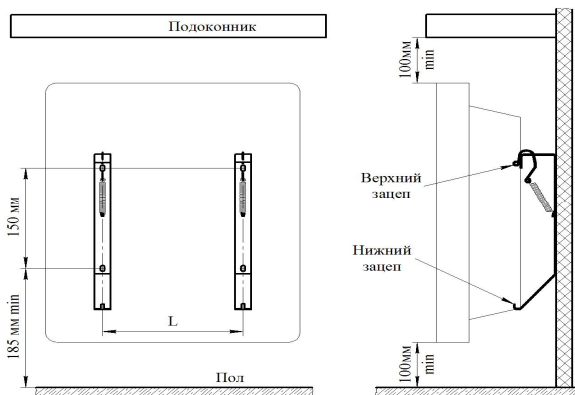 Подоконник
150 мм
185 мм min
L
Пол
100мм
min
Верхний
зацеп
Нижний
зацеп
100мм
min